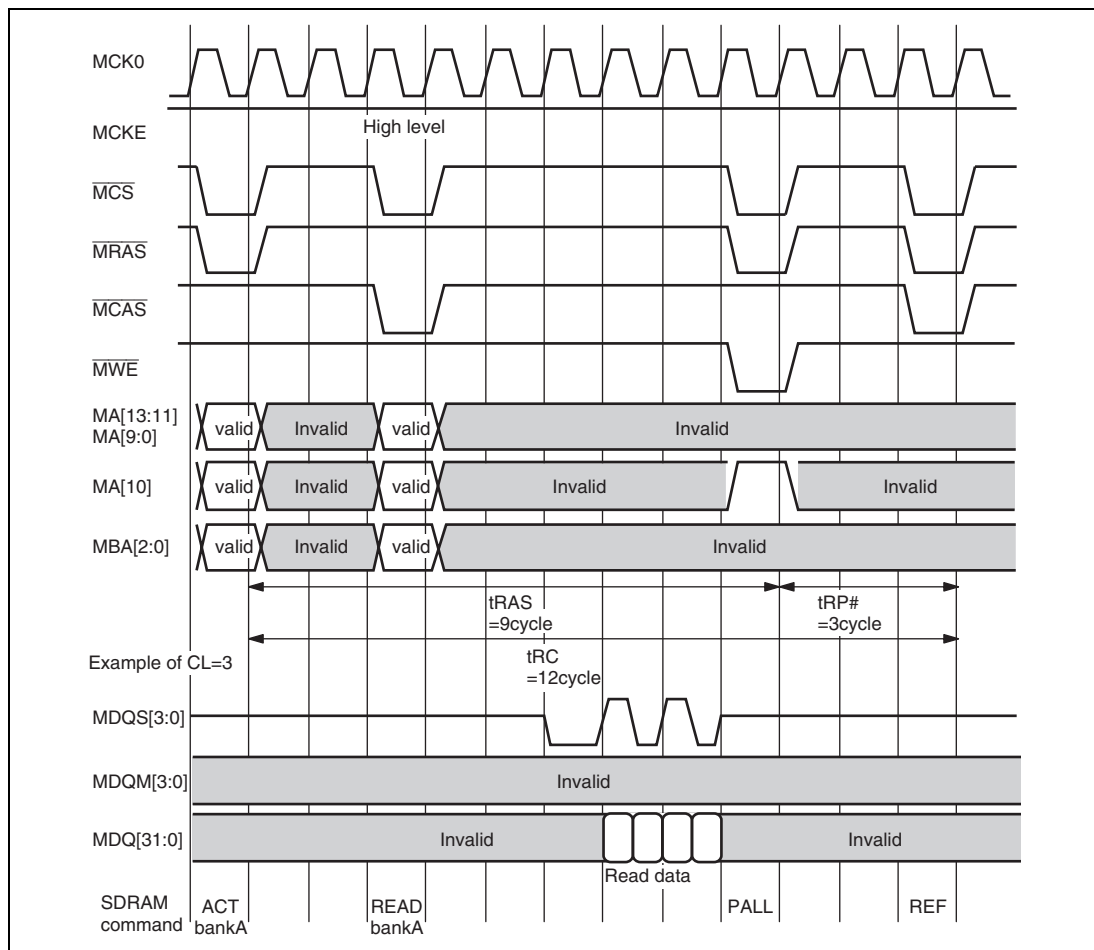 MCK0
MCKE
High level
MCS
MRAS
MCAS
MWE
MA[13:11]
MA[9:0]
valid
Invalid
valid
Invalid
MA[10]
valid
Invalid
valid
Invalid
Invalid
MBA[2:0]
valid
Invalid
valid
Invalid
tRAS
=9cycle
tRP#
=3cycle
Example of CL=3
tRC
=12cycle
MDQS[3:0]
MDQM[3:0]
Invalid
MDQ[31:0]
Invalid
Invalid
Read data
SDRAM
command
ACT
bankA
READ
bankA
PALL
REF